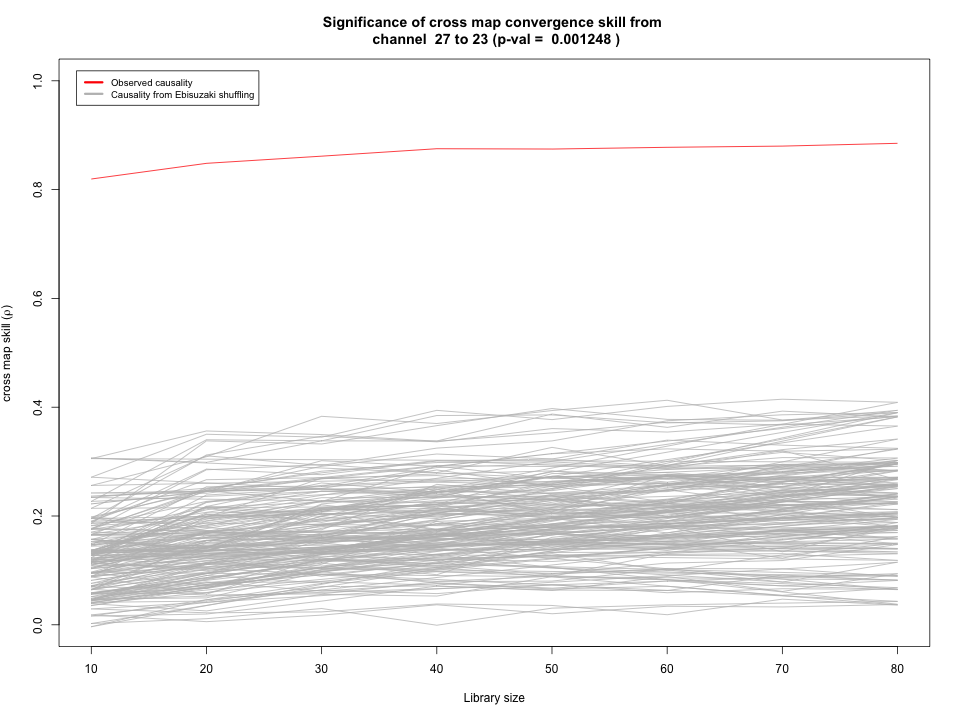 Significance of cross map convergence skill from
channel  27 to 23 (p-val =  0.001248 )
Observed causality
Causality from Ebisuzaki shuffling
1.0
0.8
0.6
0.4
0.2
0.0
cross map skill (ρ)
10 20 30 40 50 60 70 80
Library size